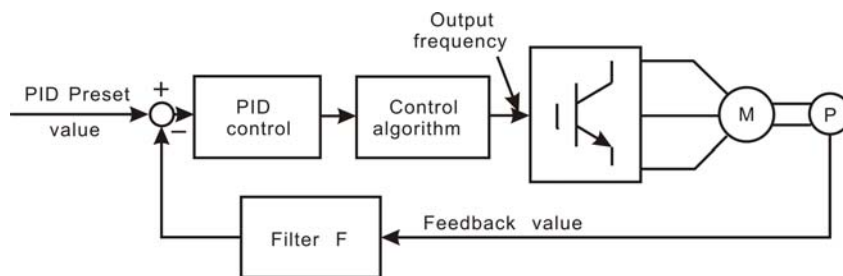 Output
frequency
PID Preset
value
+
−
PID
control
Control
algorithm
M
P
Filter F
Feedback value